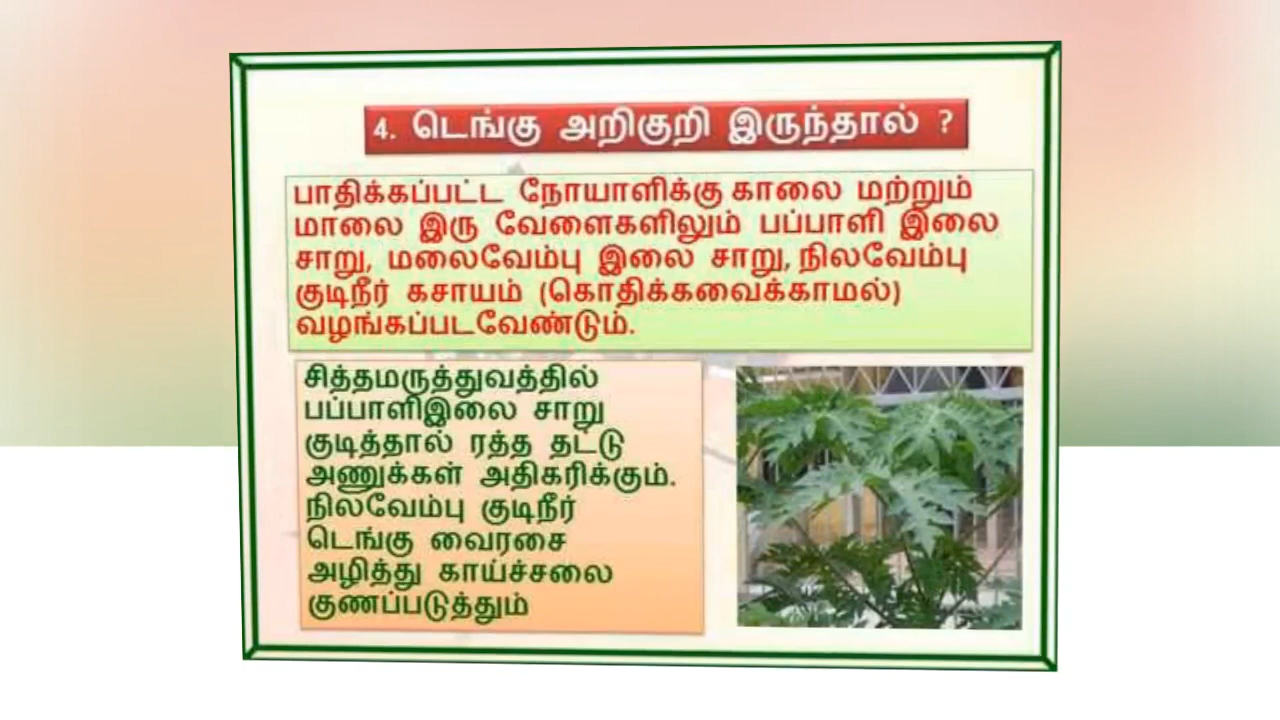 4. டெங்கு அறிகுறி இருந்தால் ?
பாதிக்கப்பட்ட நோயாளிக்கு காலை மற்றும்
மாலை இரு வேளைகளிலும் பப்பாளி இலை
சாறு, மலைவேம்பு இலை சாறு, நிலவேம்பு
குடிநீர் கசாயம் (கொதிக்கவைக்காமல்)
வழங்கப்படவேண்டும்.
சித்தமருத்துவத்தில்
பப்பாளிஇலை சாறு
குடித்தால் ரத்த தட்டு
அணுக்கள் அதிகரிக்கும்.
நிலவேம்பு குடிநீர்
டெங்கு வைரசை
அழித்து காய்ச்சலை
குணப்படுத்தும்